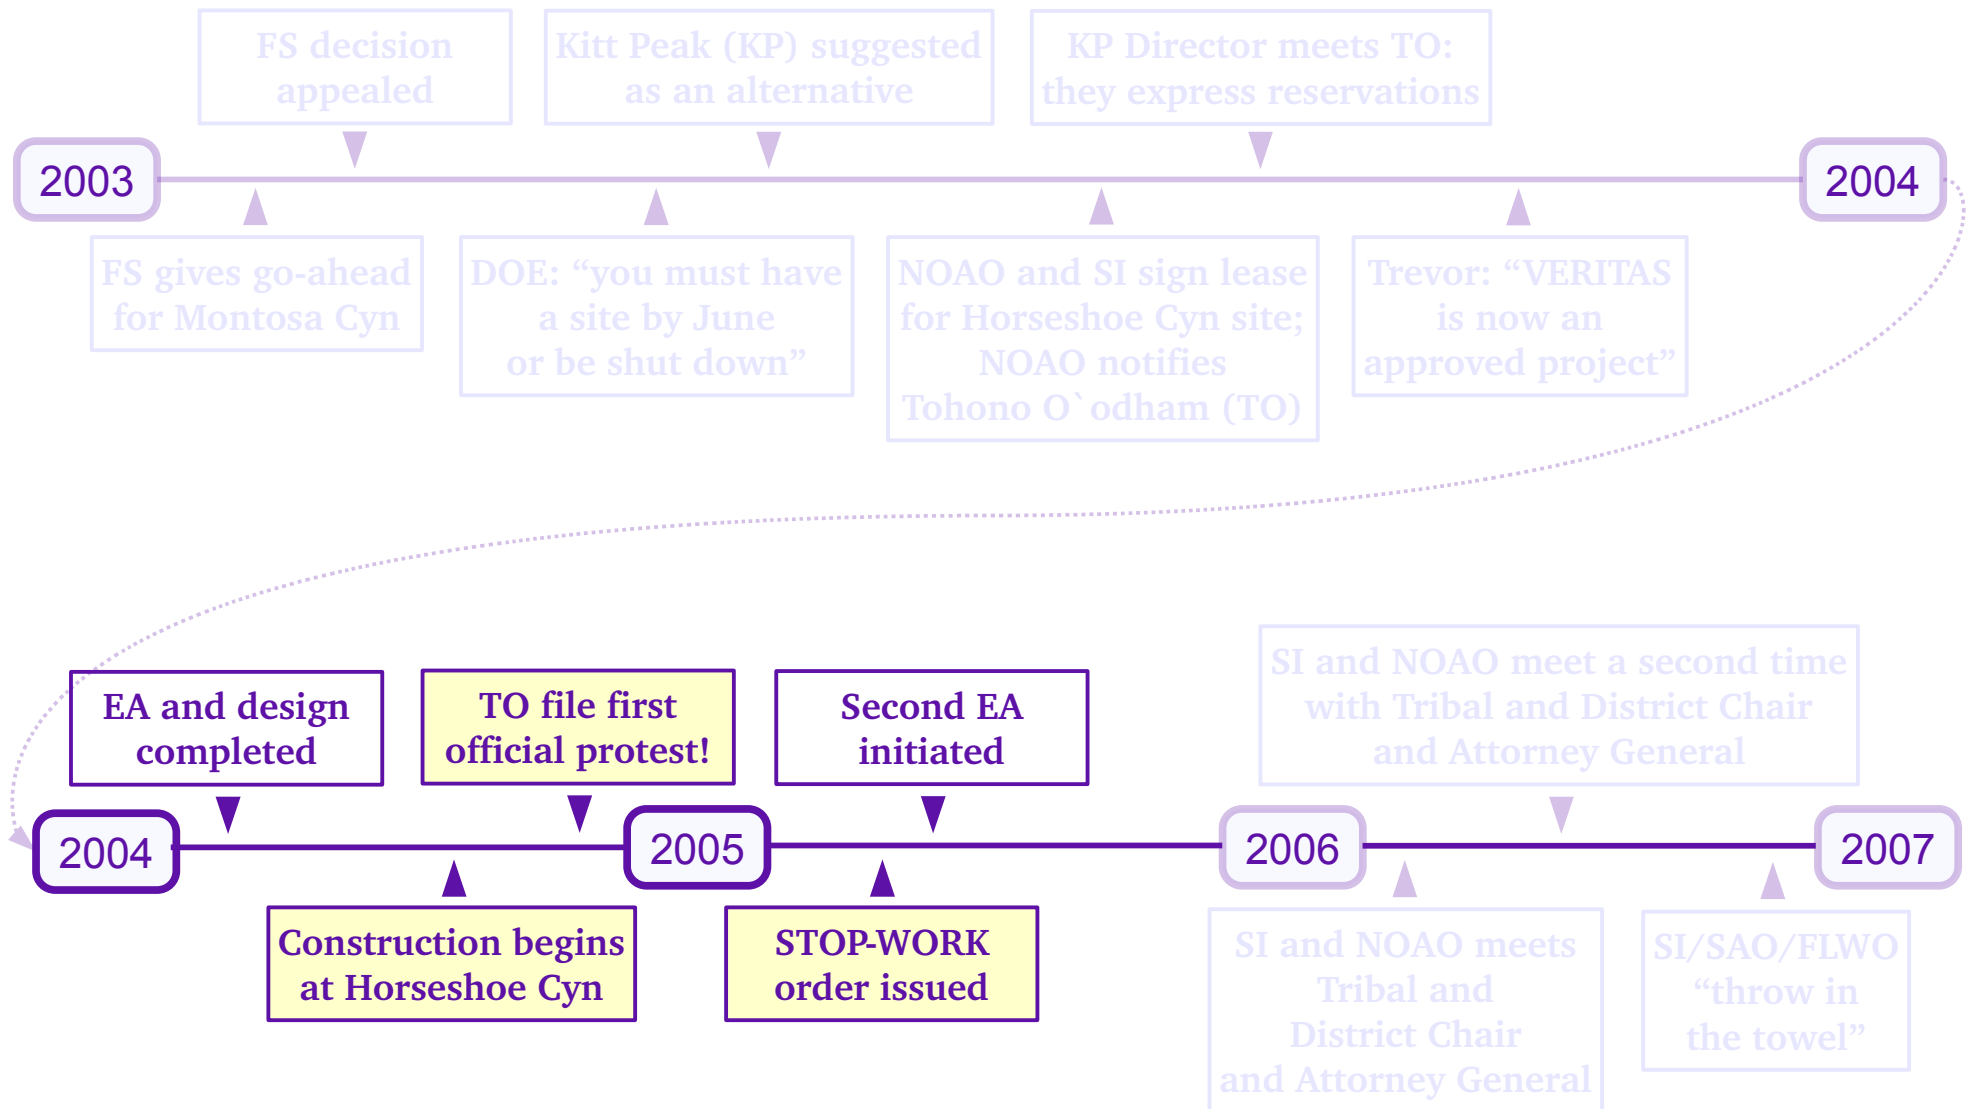 FS decision
appealed
Kitt Peak (KP) suggested
as an alternative
KP Director meets TO:
they express reservations
2003
2004
FS gives go-ahead
for Montosa Cyn
DOE: “you must have
a site by June
or be shut down”
NOAO and SI sign lease
for Horseshoe Cyn site;
NOAO notifies
Tohono O`odham (TO)
Trevor: “VERITAS
is now an
approved project”
EA and design
completed
TO file first
official protest!
Second EA
initiated
SI and NOAO meet a second time
with Tribal and District Chair
and Attorney General
2004
2005
2006
2007
Construction begins
at Horseshoe Cyn
STOP-WORK
order issued
SI and NOAO meets
Tribal and
District Chair
and Attorney General
SI/SAO/FLWO
“throw in
the towel”